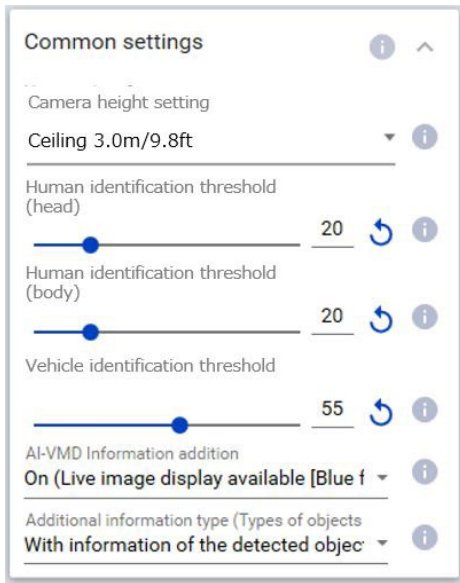 Common settings
Camera height setting
Ceiling 3.0m/9.8ft
Human identification threshold
(head)
20
Human identification threshold
(body)
20
Vehicle identification threshold
55
AI-VMD Information addition
On (Live image display available [Blue f
Additional information type (Types of objects
With information of the detected objec